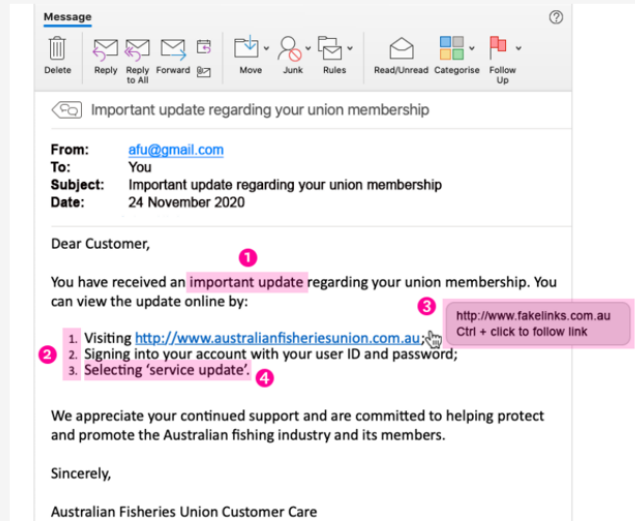 Message
?
Delete Reply Reply to All Forward Move Junk Rules Read/Unread Categorise Follow Up
Important update regarding your union membership
From: afu@gmail.com
To: You
Subject: Important update regarding your union membership
Date: 24 November 2020
Dear Customer,
1
You have received an important update regarding your union membership. You
can view the update online by:
3
http://www.fakelinks.com.au
Ctrl + click to follow link
1. Visiting http://www.australianfisheriesunion.com.au;
2
2. Signing into your account with your user ID and password;
3. Selecting ‘service update’.
4
We appreciate your continued support and are committed to helping protect
and promote the Australian fishing industry and its members.
Sincerely,
Australian Fisheries Union Customer Care